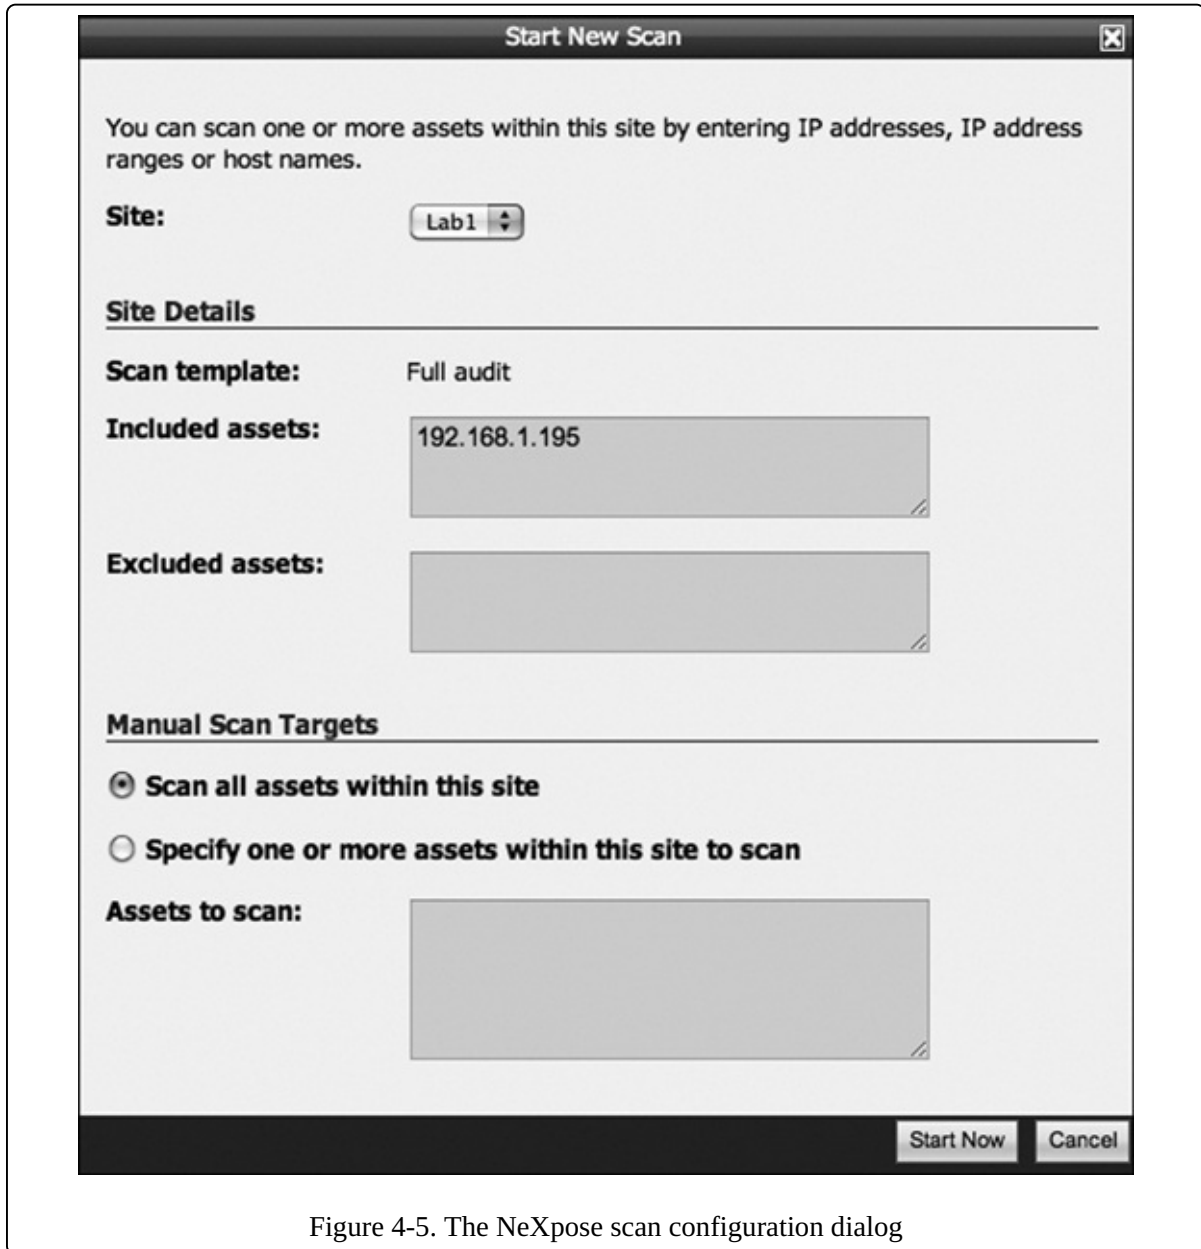 Start New Scan
You can scan one or more assets within this site by entering IP addresses, IP address
ranges or host names.
Site:
Lab1
Site Details
Scan template:
Full audit
Included assets:
192.168.1.195
Excluded assets:
Manual Scan Targets
Scan all assets within this site
Specify one or more assets within this site to scan
Assets to scan:
Start Now
Cancel
Figure 4-5. The NeXpose scan configuration dialog